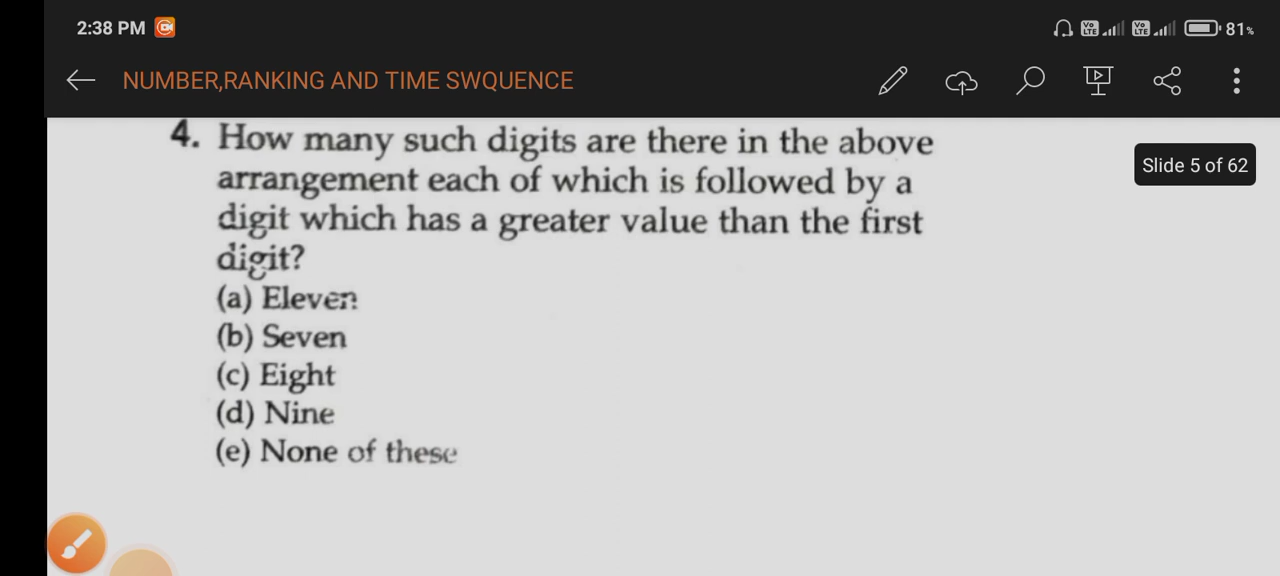 2:38 PM
81%
NUMBER,RANKING AND TIME SWQUENCE
Slide 5 of 62
4. How many such digits are there in the above
arrangement each of which is followed by a
digit which has a greater value than the first
digit?
(a) Eleven
(b) Seven
(c) Eight
(d) Nine
(e) None of these